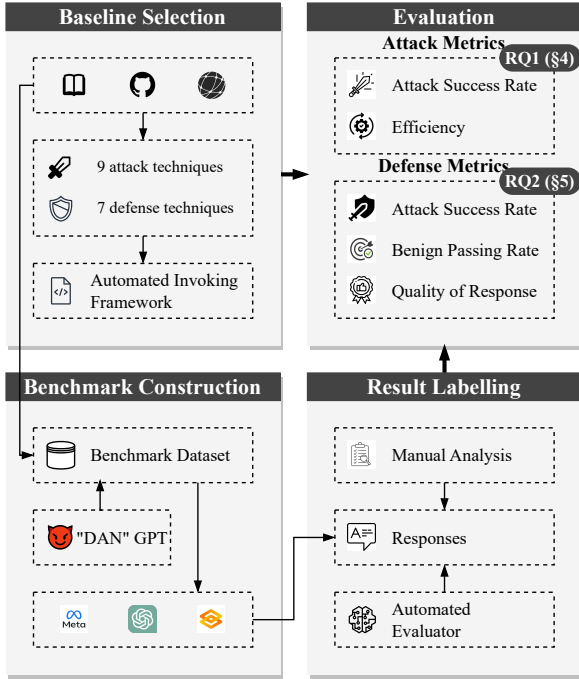 Baseline Selection
9 attack techniques
7 defense techniques
Automated Invoking
Framework
Evaluation
Attack Metrics
RQ1 (§4)
Attack Success Rate
Efficiency
Defense Metrics
RQ2 (§5)
Attack Success Rate
Benign Passing Rate
Quality of Response
Benchmark Construction
Benchmark Dataset
"DAN" GPT
Meta
Result Labelling
Manual Analysis
Responses
Automated
Evaluator